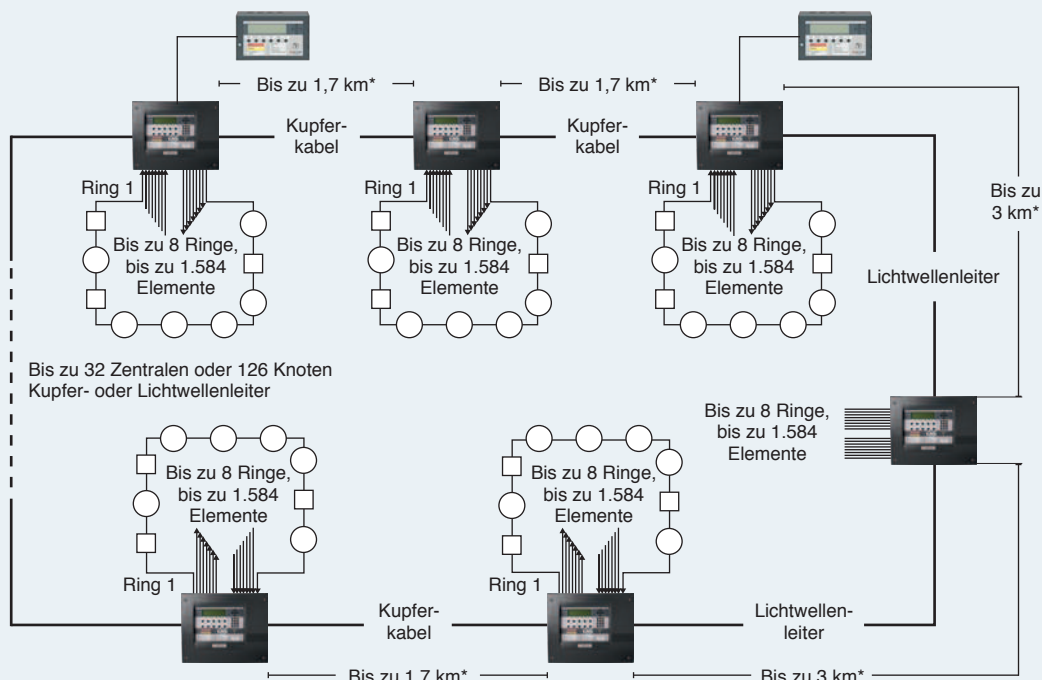 Bis zu 1,7 km*
Bis zu 1,7 km*
Kupfer-
kabel
Kupfer-
kabel
Ring 1
Bis zu 8 Ringe,
bis zu 1.584
Elemente
Ring 1
Bis zu 8 Ringe,
bis zu 1.584
Elemente
Ring 1
Bis zu 8 Ringe,
bis zu 1.584
Elemente
Bis zu
3 km*
Lichtwellenleiter
Bis zu 32 Zentralen oder 126 Knoten
Kupfer- oder Lichtwellenleiter
Bis zu 8 Ringe,
bis zu 1.584
Elemente
Bis zu 8 Ringe,
bis zu 1.584
Elemente
Ring 1
Bis zu 8 Ringe,
bis zu 1.584
Elemente
Ring 1
Kupfer-
kabel
Lichtwellen-
leiter
Bis zu 1,7 km*
Bis zu 3 km*